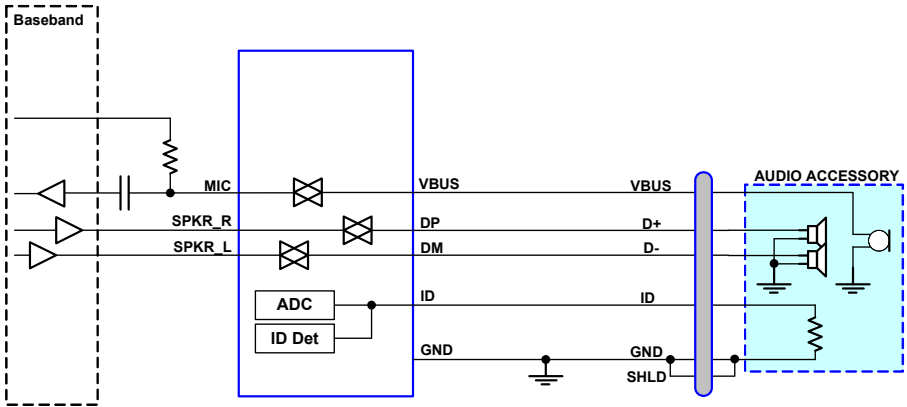 Baseband
AUDIO ACCESSORY
MIC
VBUS
VBUS
SPKR_R
DP
D+
SPKR_L
DM
D-
ADC
ID
ID
ID Det
GND
GND
SHLD